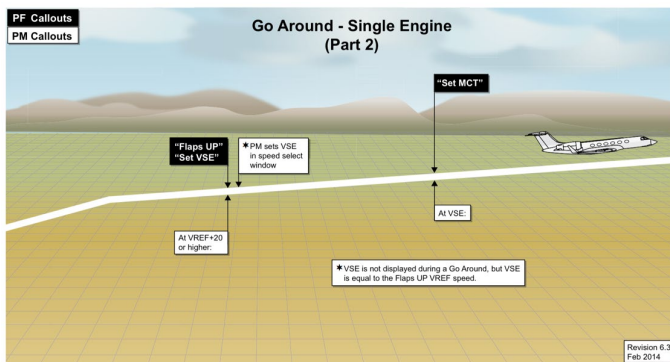 PF Callouts
PM Callouts
Go Around - Single Engine
(Part 2)
“Set MCT”
“Flaps UP”
“Set VSE”
*PM sets VSE
in speed select
window
At VREF+20
or higher:
At VSE:
*VSE is not displayed during a Go Around, but VSE
is equal to the Flaps UP VREF speed.
Revision 6.3
Feb 2014